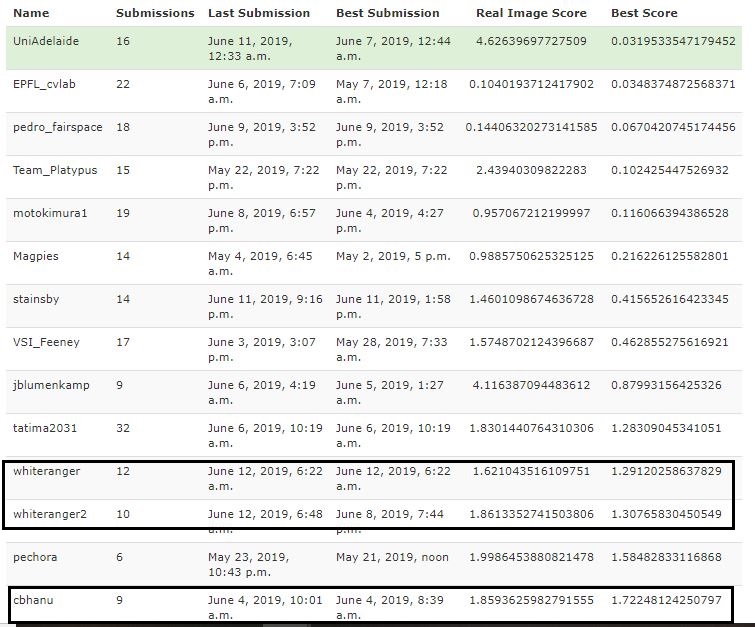 Name Submissions Last Submission Best Submission Real Image Score Best Score
UniAdelaide 16 June 11, 2019, June 7, 2019, 12:44 4.62639697727509 0.0319533547179452
12:33 a.m. a.m.
EPFL_cvlab 22 June 6, 2019, 7:09 May 7, 2019, 12:18 0.1040193712417902 0.0348374872568371
a.m. a.m.
pedro_fairspace 18 June 9, 2019, 3:52 June 9, 2019, 3:52 0.14406320273141585 0.0670420745174456
p.m. p.m.
Team_Platypus 15 May 22, 2019, 7:22 May 22, 2019, 7:22 2.43940309822283 0.102425447526932
p.m. p.m.
motokimura1 19 June 8, 2019, 6:57 June 4, 2019, 4:27 0.957067212199997 0.116066394386528
p.m. p.m.
Magpies 14 May 4, 2019, 6:45 May 2, 2019, 5 p.m. 0.9885750625325125 0.216226125582801
a.m.
stainsby 14 June 11, 2019, 9:16 June 11, 2019, 1:58 1.4601098674636728 0.415652616423345
p.m. p.m.
VSI_Feeney 17 June 3, 2019, 3:07 May 28, 2019, 7:33 1.5748702124396687 0.462855275616921
p.m. a.m.
jblumenkamp 9 June 6, 2019, 4:19 June 5, 2019, 1:27 4.116387094483612 0.87993156425326
a.m. a.m.
tatima2031 32 June 6, 2019, 10:19 June 6, 2019, 10:19 1.8301440764310306 1.28309045341051
a.m. a.m.
whiteranger 12 June 12, 2019, 6:22 June 12, 2019, 6:22 1.621043516109751 1.29120258637829
a.m. a.m.
whiteranger2 10 June 12, 2019, 6:48 June 8, 2019, 7:44 1.8613352741503806 1.30765830450549
pechora 6 May 23, 2019, May 21, 2019, noon 1.9986453880821478 1.58482833116868
10:43 p.m.
cbhanu 9 June 4, 2019, 10:01 June 4, 2019, 8:39 1.8593625982791555 1.72248124250797
a.m. a.m.